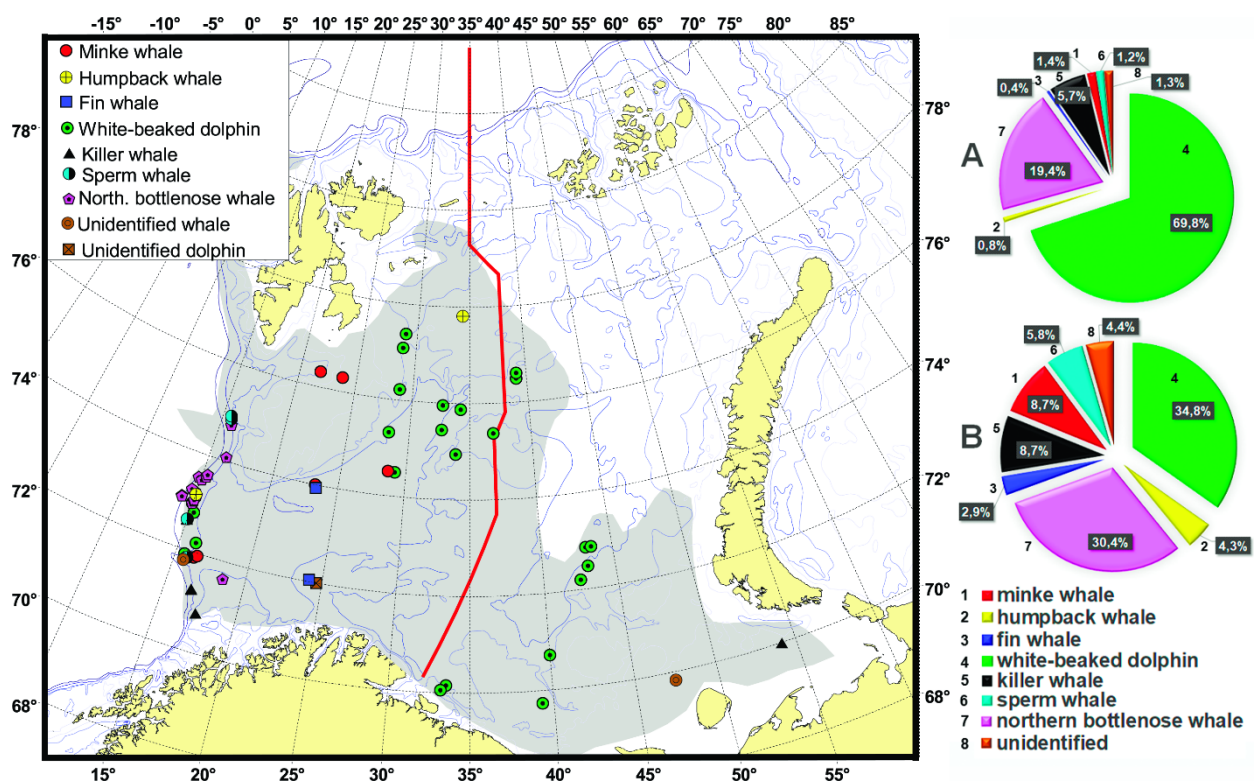 -15° -10° -5° 0° 5° 10° 15° 20° 25° 30° 35° 40° 45° 50° 55° 60° 65° 70° 75° 80° 85°
Minke whale
Humpback whale
Fin whale
White-beaked dolphin
Killer whale
Sperm whale
North. bottlenose whale
Unidentified whale
Unidentified dolphin
78°
76°
74°
72°
70°
68°
78°
76°
74°
72°
70°
68°
15° 20° 25° 30° 35° 40° 45° 50° 55°
A
1,4%
1
6
1,2%
8
1,3%
0,4%
3
5
5,7%
7
19,4%
4
69,8%
2
0,8%
B
5,8%
6
8
4,4%
1
8,7%
4
34,8%
5
8,7%
3
2,9%
7
30,4%
2
4,3%
1 minke whale
2 humpback whale
3 fin whale
4 white-beaked dolphin
5 killer whale
6 sperm whale
7 northern bottlenose whale
8 unidentified